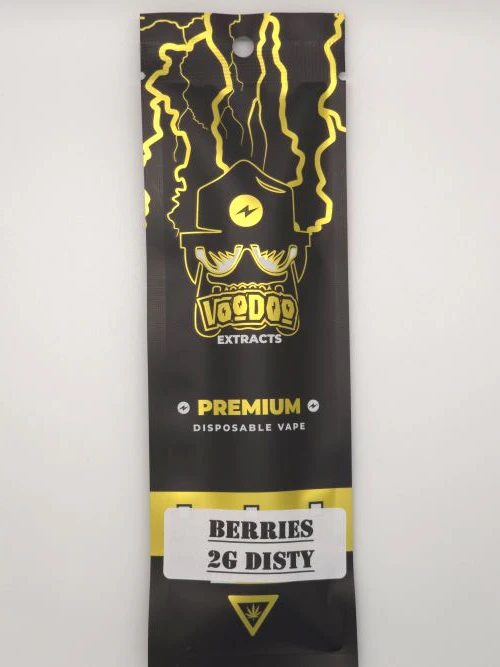 VOODOO
EXTRACTS
PREMIUM
DISPOSABLE VAPE
BERRIES
2G DISTY